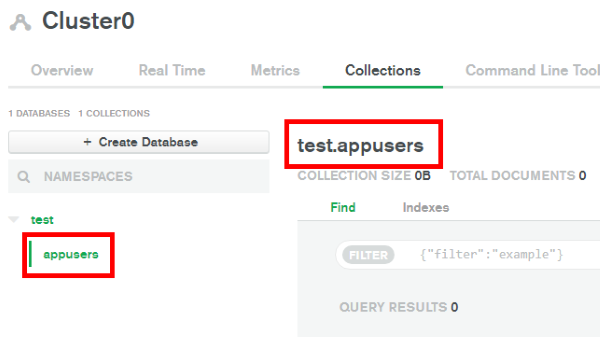 Cluster0
Overview Real Time Metrics Collections Command Line Tool
1 DATABASES 1 COLLECTIONS
+ Create Database
NAMESPACES
test
appusers
test.appusers
COLLECTION SIZE 0B TOTAL DOCUMENTS 0
Find Indexes
FILTER {"filter":"example"}
QUERY RESULTS 0